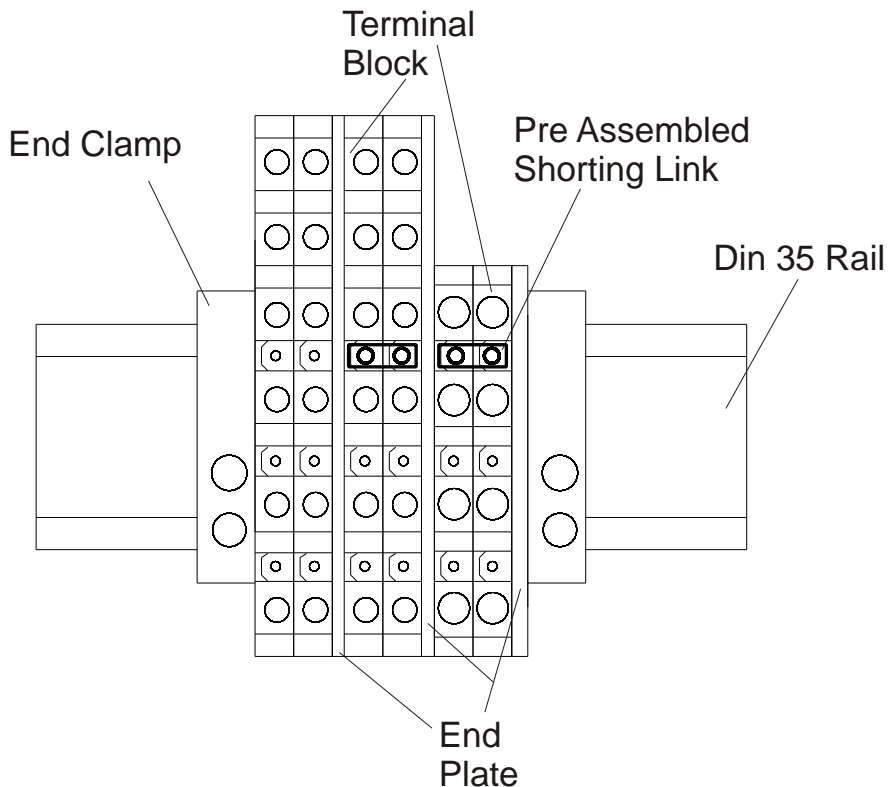 Terminal
Block
End Clamp
Pre Assembled
Shorting Link
Din 35 Rail
End
Plate